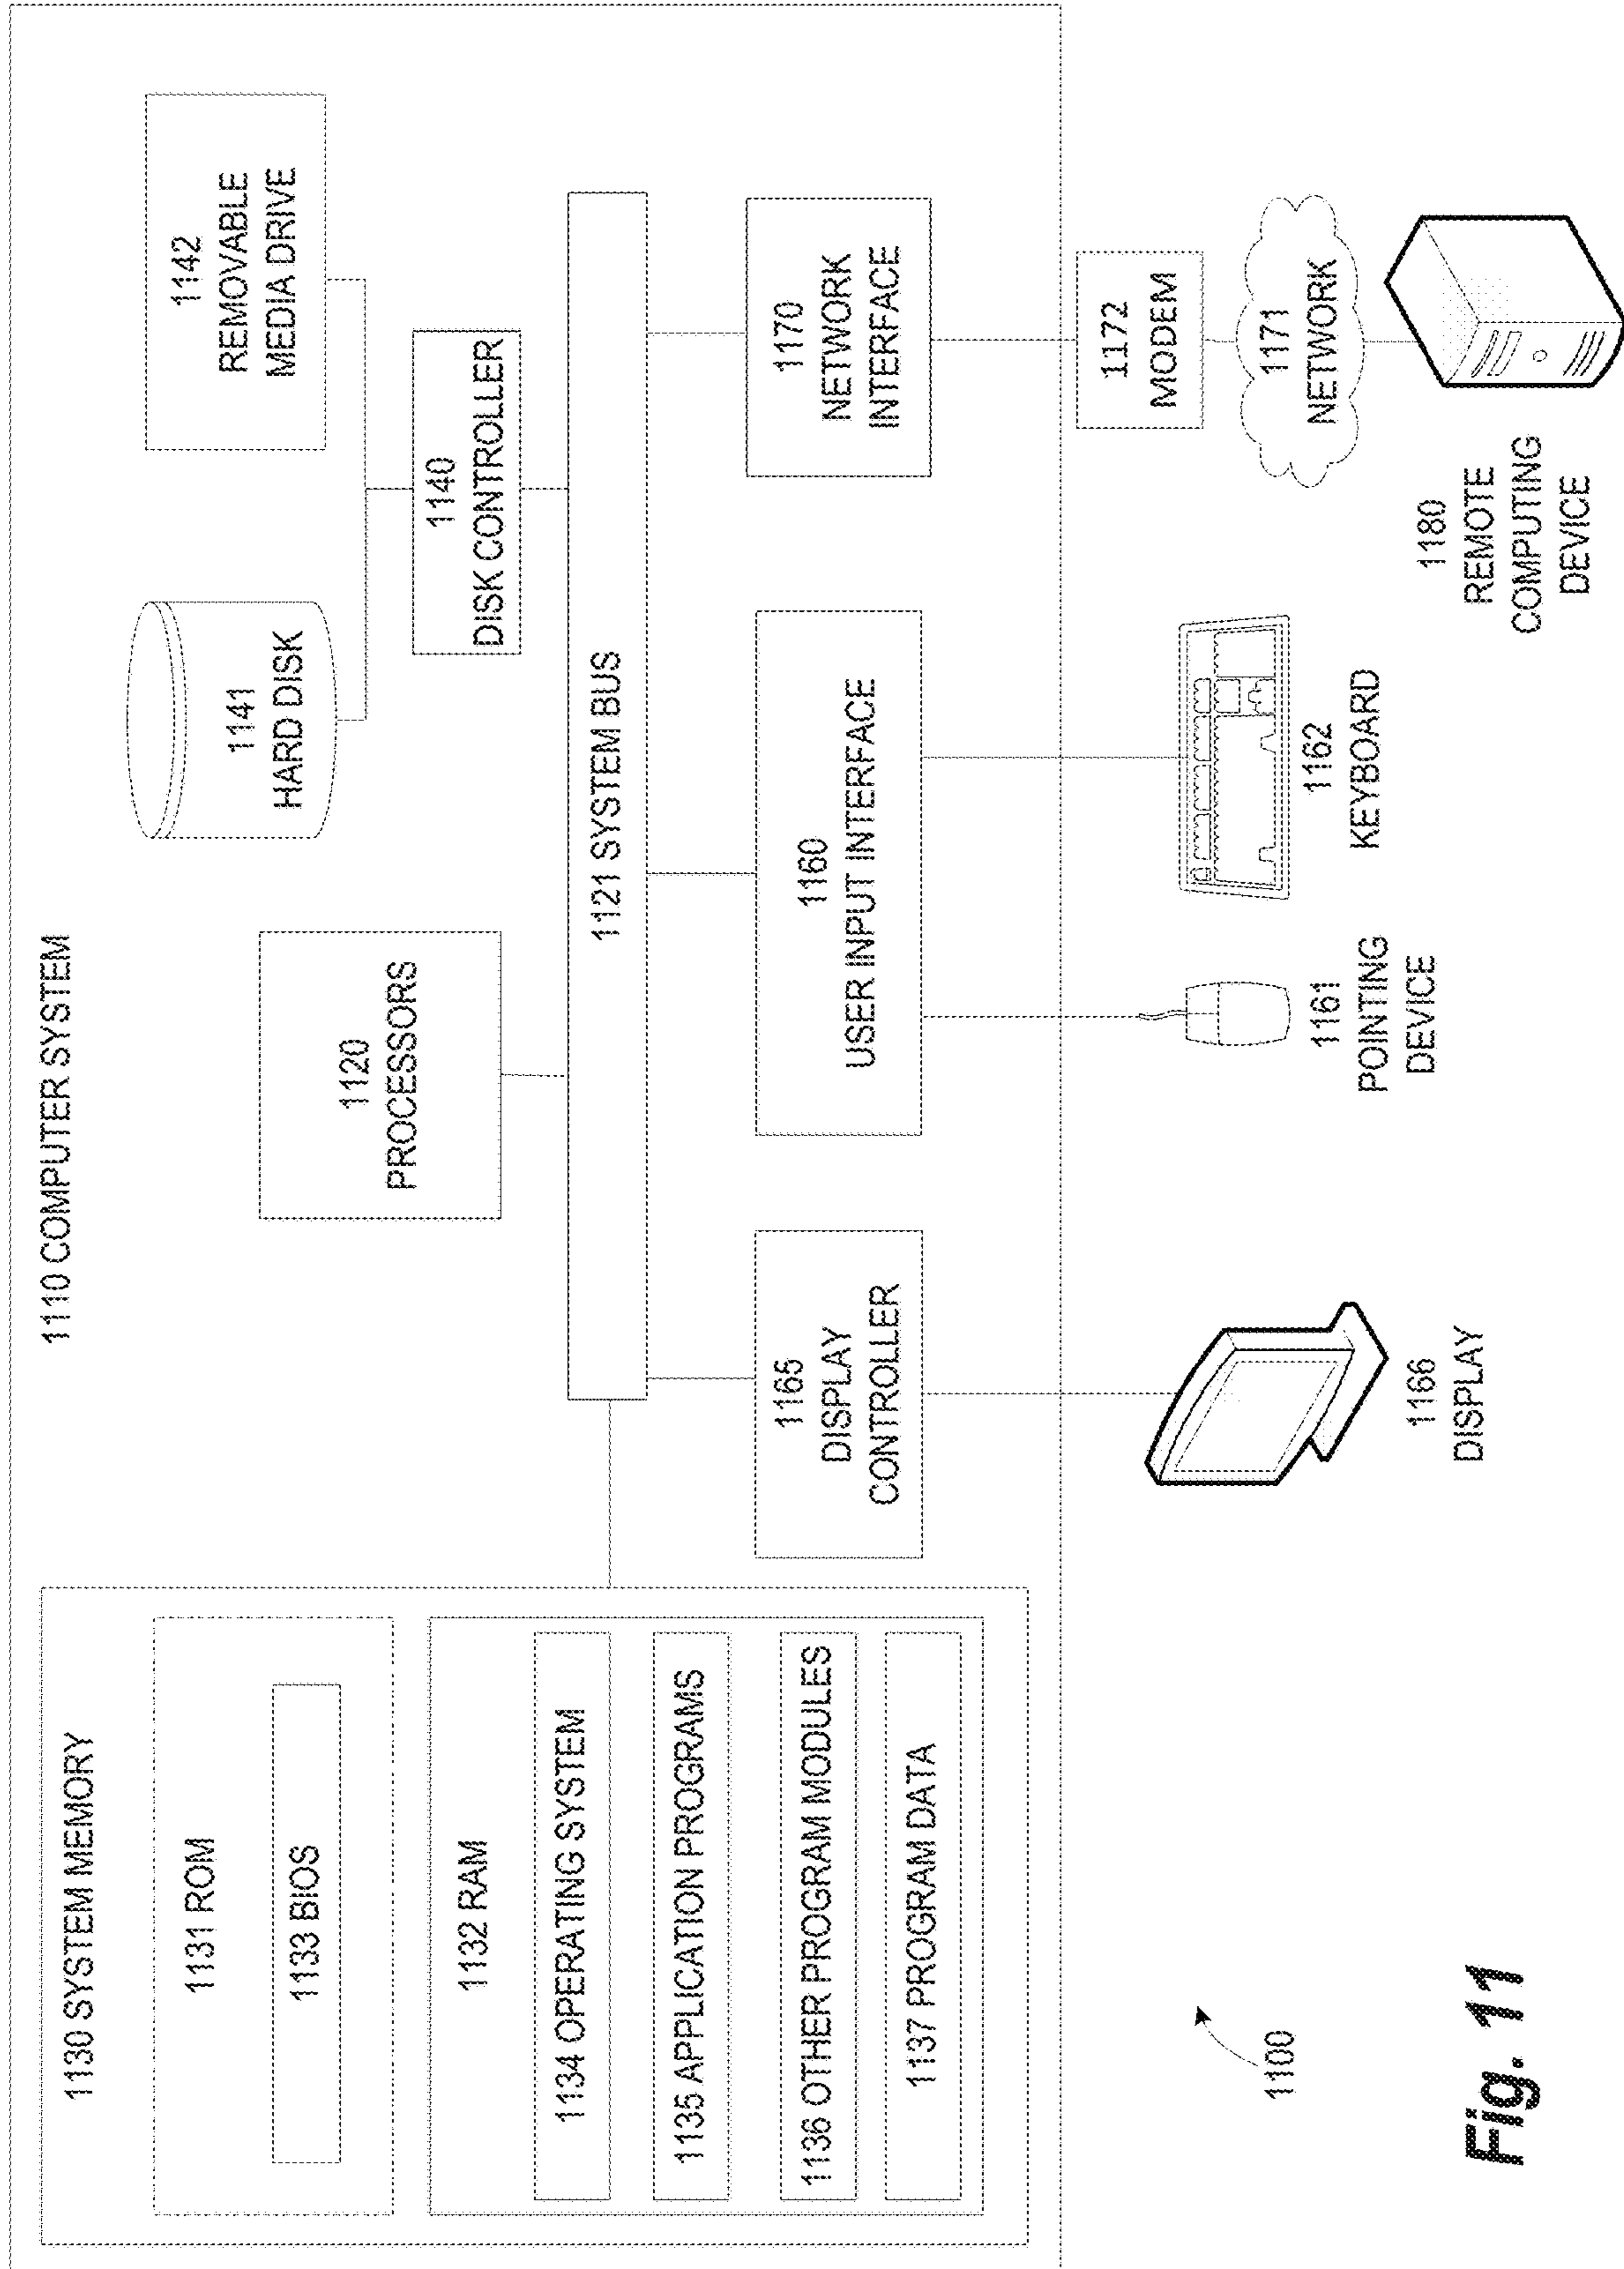 1110 COMPUTER SYSTEM
1130 SYSTEM MEMORY
1131 ROM
1133 BIOS
1132 RAM
1134 OPERATING SYSTEM
1135 APPLICATION PROGRAMS
1136 OTHER PROGRAM MODULES
1137 PROGRAM DATA
1120
PROCESSORS
1141
HARD DISK
1142
REMOVABLE
MEDIA DRIVE
1140
DISK CONTROLLER
1121 SYSTEM BUS
1165
DISPLAY
CONTROLLER
1160
USER INPUT INTERFACE
1170
NETWORK
INTERFACE
1172
MODEM
1171
NETWORK
1166
DISPLAY
1161
POINTING
DEVICE
1162
KEYBOARD
1180
REMOTE
COMPUTING
DEVICE
1100
Fig. 11